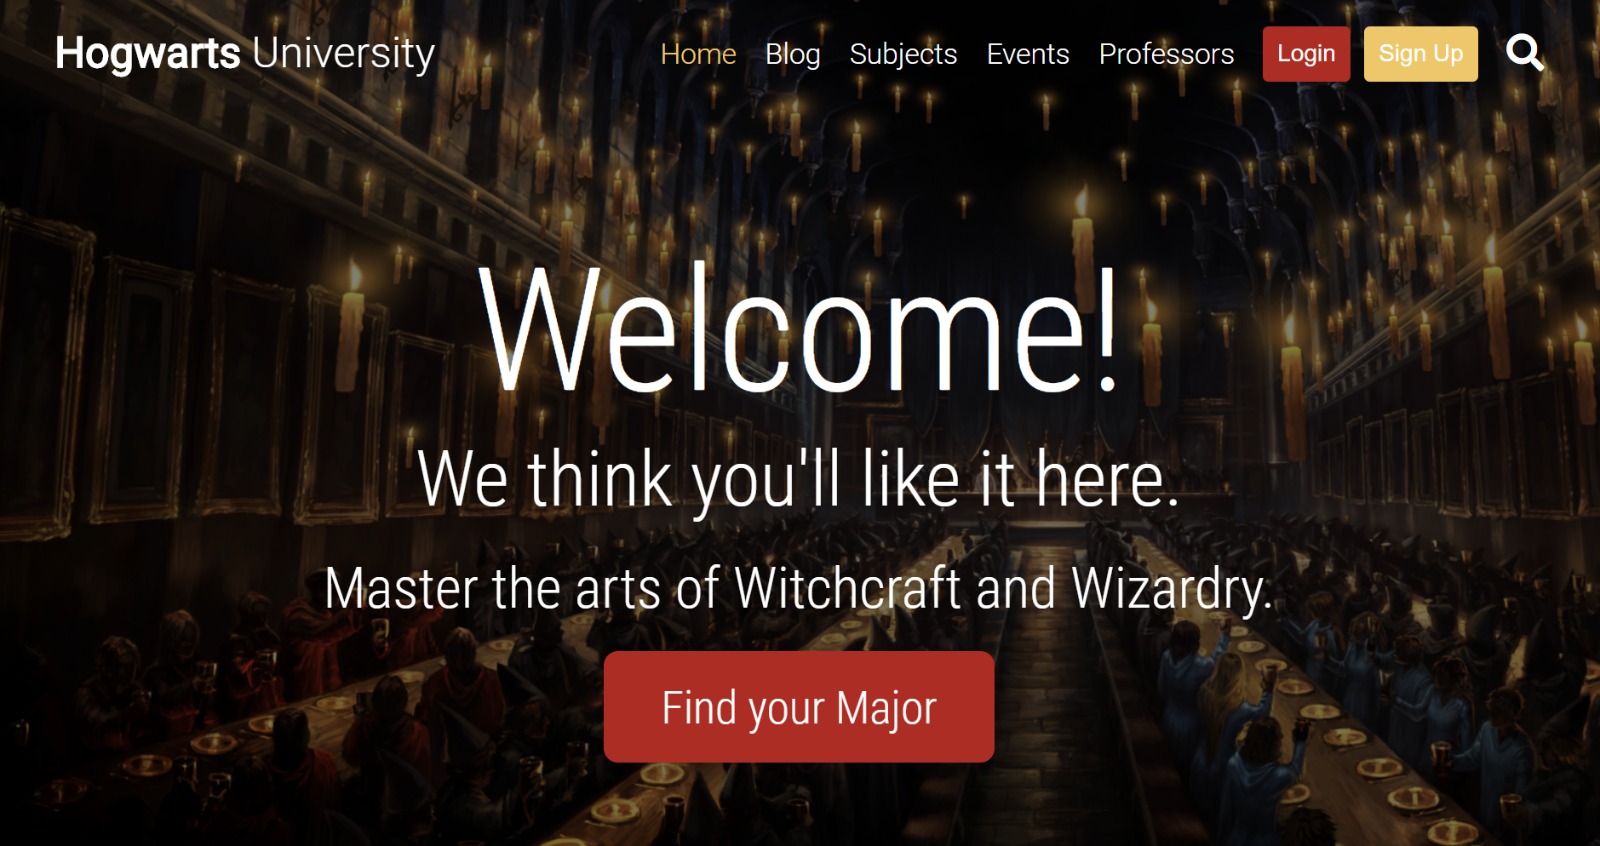 Hogwarts University
Home Blog Subjects Events Professors Login Sign Up
Welcome!
We think you'll like it here.
Master the arts of Witchcraft and Wizardry.
Find your Major